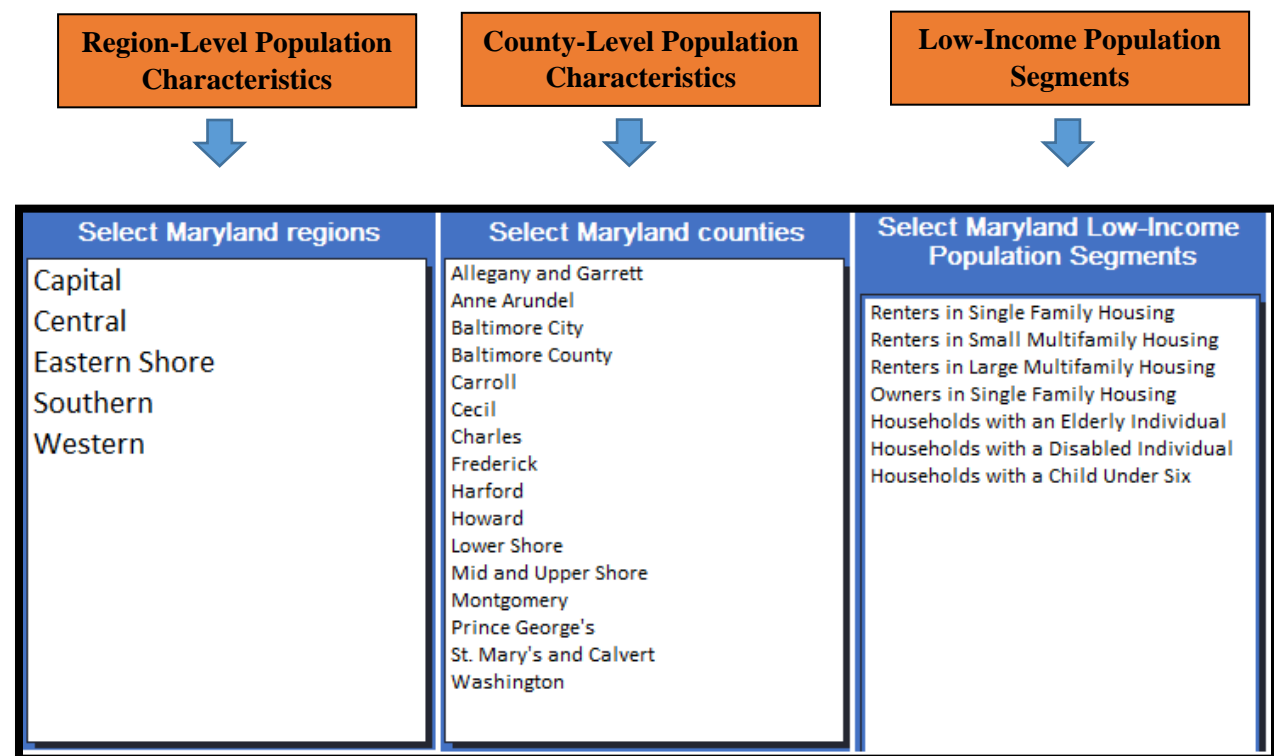 Region-Level Population
Characteristics
County-Level Population
Characteristics
Low-Income Population
Segments
Select Maryland regions
Capital
Central
Eastern Shore
Southern
Western
Select Maryland counties
Allegany and Garrett
Anne Arundel
Baltimore City
Baltimore County
Carroll
Cecil
Charles
Frederick
Harford
Howard
Lower Shore
Mid and Upper Shore
Montgomery
Prince George's
St. Mary's and Calvert
Washington
Select Maryland Low-Income
Population Segments
Renters in Single Family Housing
Renters in Small Multifamily Housing
Renters in Large Multifamily Housing
Owners in Single Family Housing
Households with an Elderly Individual
Households with a Disabled Individual
Households with a Child Under Six